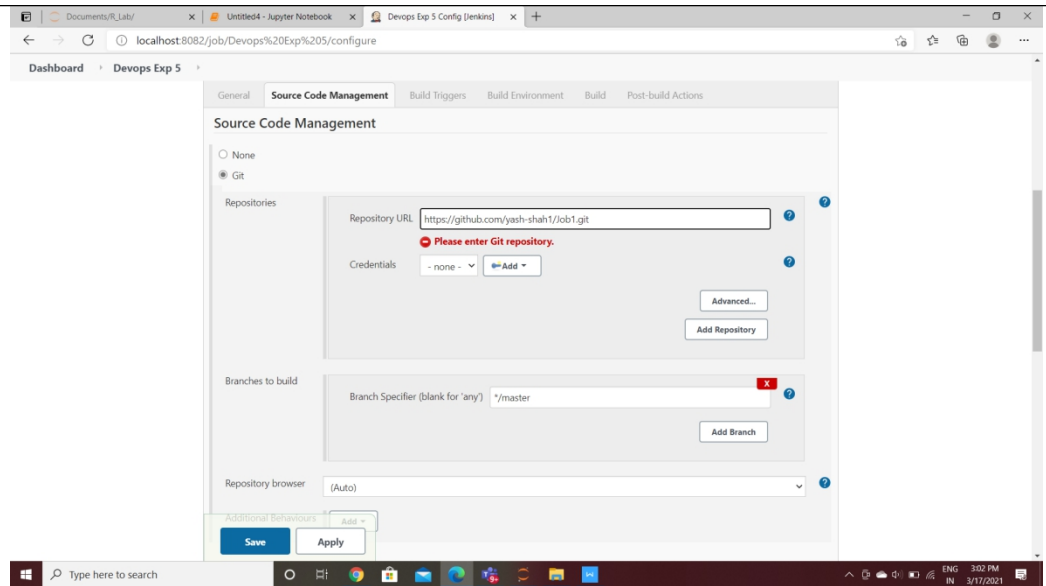 Documents/R_Lab/
Untitled4 - Jupyter Notebook
Devops Exp 5 Config [Jenkins]
localhost:8082/job/Devops%20Exp%205/configure
Dashboard
Devops Exp 5
General
Source Code Management
Build Triggers
Build Environment
Build
Post-build Actions
Source Code Management
None
Git
Repositories
Repository URL
https://github.com/yash-shah1/Job1.git
Please enter Git repository.
Credentials
- none -
Add
Advanced...
Add Repository
Branches to build
X
Branch Specifier (blank for 'any')
*/master
Add Branch
Repository browser
(Auto)
Additional Behaviours
Add
Save
Apply
Type here to search
ENG
IN
3:02 PM
3/17/2021